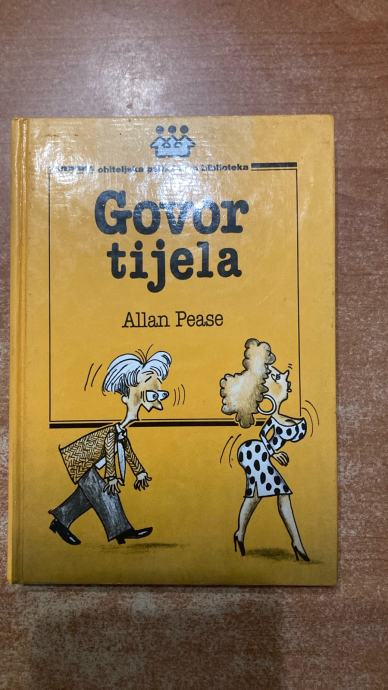 obiteljska biblioteka
Govor
tijela
Allan Pease